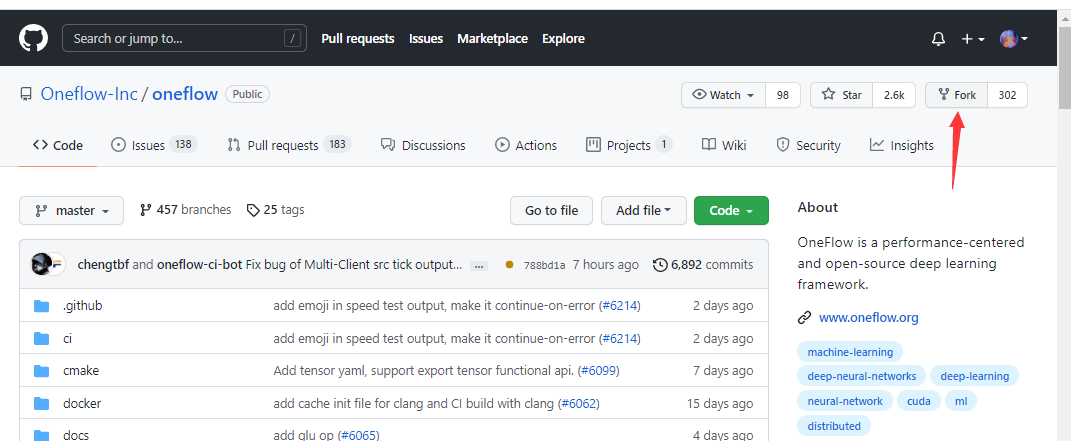 Search or jump to... / Pull requests Issues Marketplace Explore
Oneflow-Inc / oneflow Public Watch 98 Star 2.6k Fork 302
Code Issues 138 Pull requests 183 Discussions Actions Projects 1 Wiki Security Insights
master 457 branches 25 tags Go to file Add file Code
chengtbf and oneflow-ci-bot Fix bug of Multi-Client src tick output... ... 788bd1a 7 hours ago 6,892 commits
.github add emoji in speed test output, make it continue-on-error (#6214) 2 days ago
ci add emoji in speed test output, make it continue-on-error (#6214) 2 days ago
cmake Add tensor yaml, support export tensor functional api. (#6099) 7 days ago
docker add cache init file for clang and CI build with clang (#6062) 15 days ago
docs add glu op (#6065) 4 days ago
About
OneFlow is a performance-centered
and open-source deep learning
framework.
www.oneflow.org
machine-learning
deep-neural-networks deep-learning
neural-network cuda ml
distributed